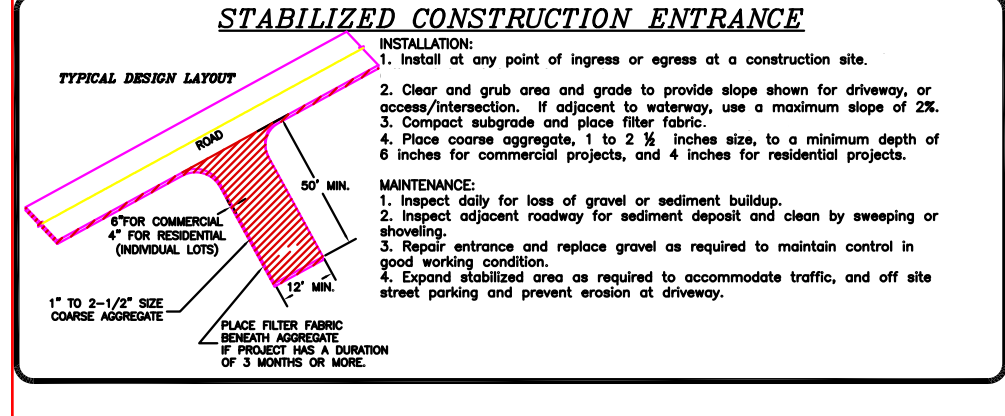 STABILIZED CONSTRUCTION ENTRANCE
TYPICAL DESIGN LAYOUT
ROAD
50' MIN.
6"FOR COMMERCIAL
4" FOR RESIDENTIAL
(INDIVIDUAL LOTS)
12' MIN.
1" TO 2-1/2" SIZE
COARSE AGGREGATE
PLACE FILTER FABRIC
BENEATH AGGREGATE
IF PROJECT HAS A DURATION
OF 3 MONTHS OR MORE.
INSTALLATION:
1. Install at any point of ingress or egress at a construction site.
2. Clear and grub area and grade to provide slope shown for driveway, or
access/intersection. If adjacent to waterway, use a maximum slope of 2%.
3. Compact subgrade and place filter fabric.
4. Place coarse aggregate, 1 to 2 ½ inches size, to a minimum depth of
6 inches for commercial projects, and 4 inches for residential projects.
MAINTENANCE:
1. Inspect daily for loss of gravel or sediment buildup.
2. Inspect adjacent roadway for sediment deposit and clean by sweeping or
shoveling.
3. Repair entrance and replace gravel as required to maintain control in
good working condition.
4. Expand stabilized area as required to accommodate traffic, and off site
street parking and prevent erosion at driveway.